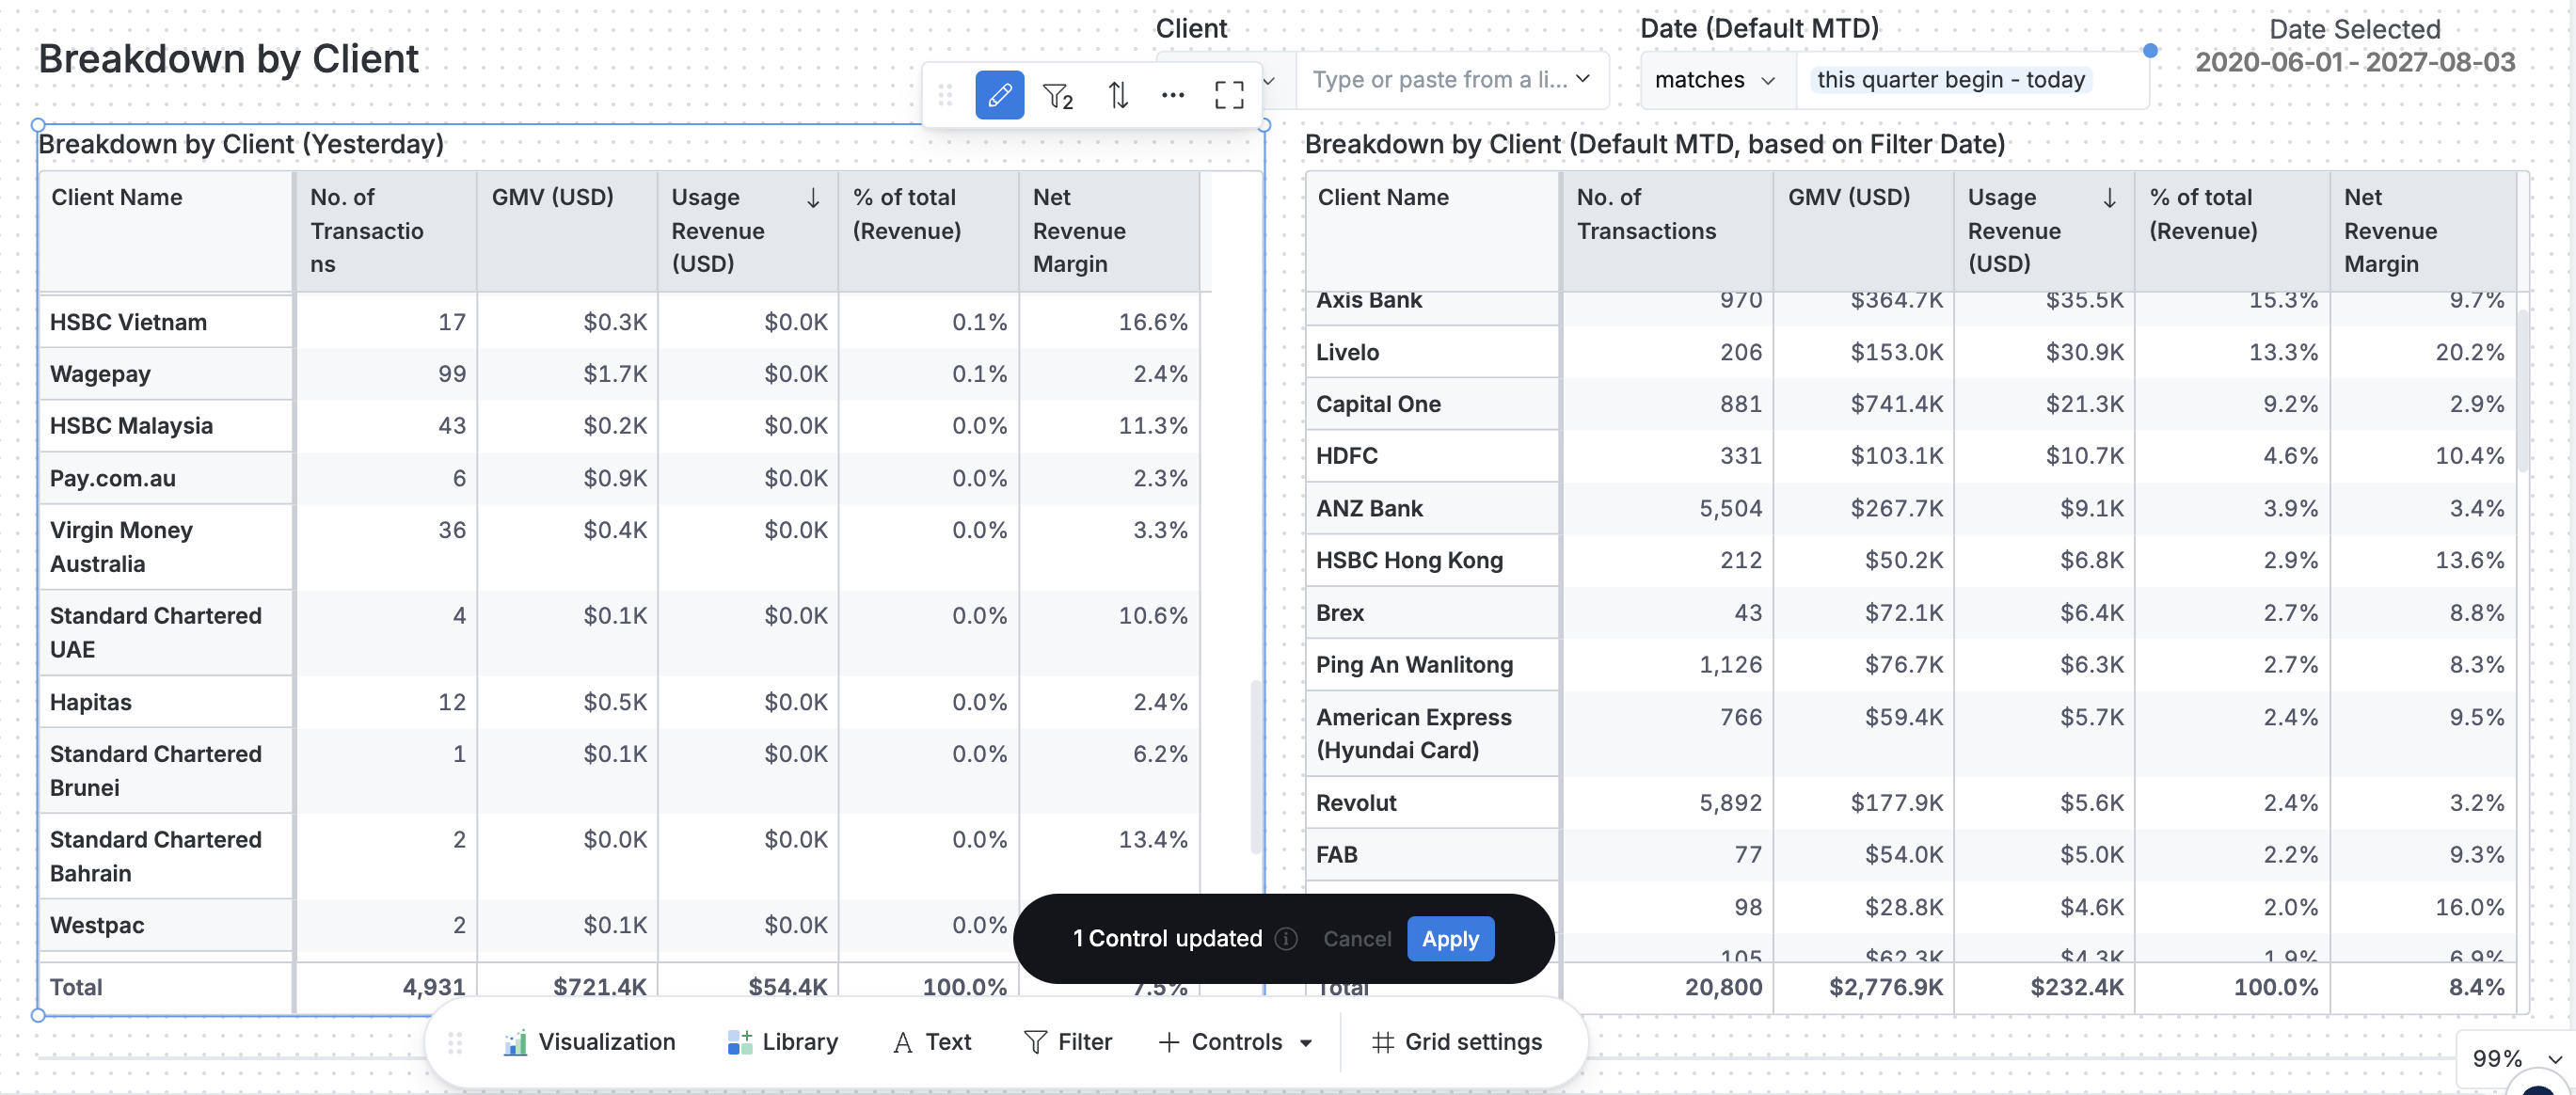 Breakdown by Client
Client
Type or paste from a li...
Date (Default MTD)
matches
this quarter begin - today
Date Selected
2020-06-01 - 2027-08-03
2
Breakdown by Client (Yesterday)
Client Name
No. of
Transactio
ns
GMV (USD)
Usage
Revenue
(USD)
% of total
(Revenue)
Net
Revenue
Margin
HSBC Vietnam 17 $0.3K $0.0K 0.1% 16.6%
Wagepay 99 $1.7K $0.0K 0.1% 2.4%
HSBC Malaysia 43 $0.2K $0.0K 0.0% 11.3%
Pay.com.au 6 $0.9K $0.0K 0.0% 2.3%
Virgin Money 36 $0.4K $0.0K 0.0% 3.3%
Australia
Standard Chartered 4 $0.1K $0.0K 0.0% 10.6%
UAE
Hapitas 12 $0.5K $0.0K 0.0% 2.4%
Standard Chartered 1 $0.1K $0.0K 0.0% 6.2%
Brunei
Standard Chartered 2 $0.0K $0.0K 0.0% 13.4%
Bahrain
Westpac 2 $0.1K $0.0K 0.0%
Total 4,931 $721.4K $54.4K 100.0% 7.5%
Breakdown by Client (Default MTD, based on Filter Date)
Client Name
No. of
Transactions
GMV (USD)
Usage
Revenue
(USD)
% of total
(Revenue)
Net
Revenue
Margin
Axis Bank 970 $364.7K $35.5K 15.3% 9.7%
Livelo 206 $153.0K $30.9K 13.3% 20.2%
Capital One 881 $741.4K $21.3K 9.2% 2.9%
HDFC 331 $103.1K $10.7K 4.6% 10.4%
ANZ Bank 5,504 $267.7K $9.1K 3.9% 3.4%
HSBC Hong Kong 212 $50.2K $6.8K 2.9% 13.6%
Brex 43 $72.1K $6.4K 2.7% 8.8%
Ping An Wanlitong 1,126 $76.7K $6.3K 2.7% 8.3%
American Express 766 $59.4K $5.7K 2.4% 9.5%
(Hyundai Card)
Revolut 5,892 $177.9K $5.6K 2.4% 3.2%
FAB 77 $54.0K $5.0K 2.2% 9.3%
98 $28.8K $4.6K 2.0% 16.0%
105 $62.3K $4.3K 1.9% 6.9%
Total 20,800 $2,776.9K $232.4K 100.0% 8.4%
1 Control updated
Cancel
Apply
Visualization
Library
Text
Filter
Controls
Grid settings
99%